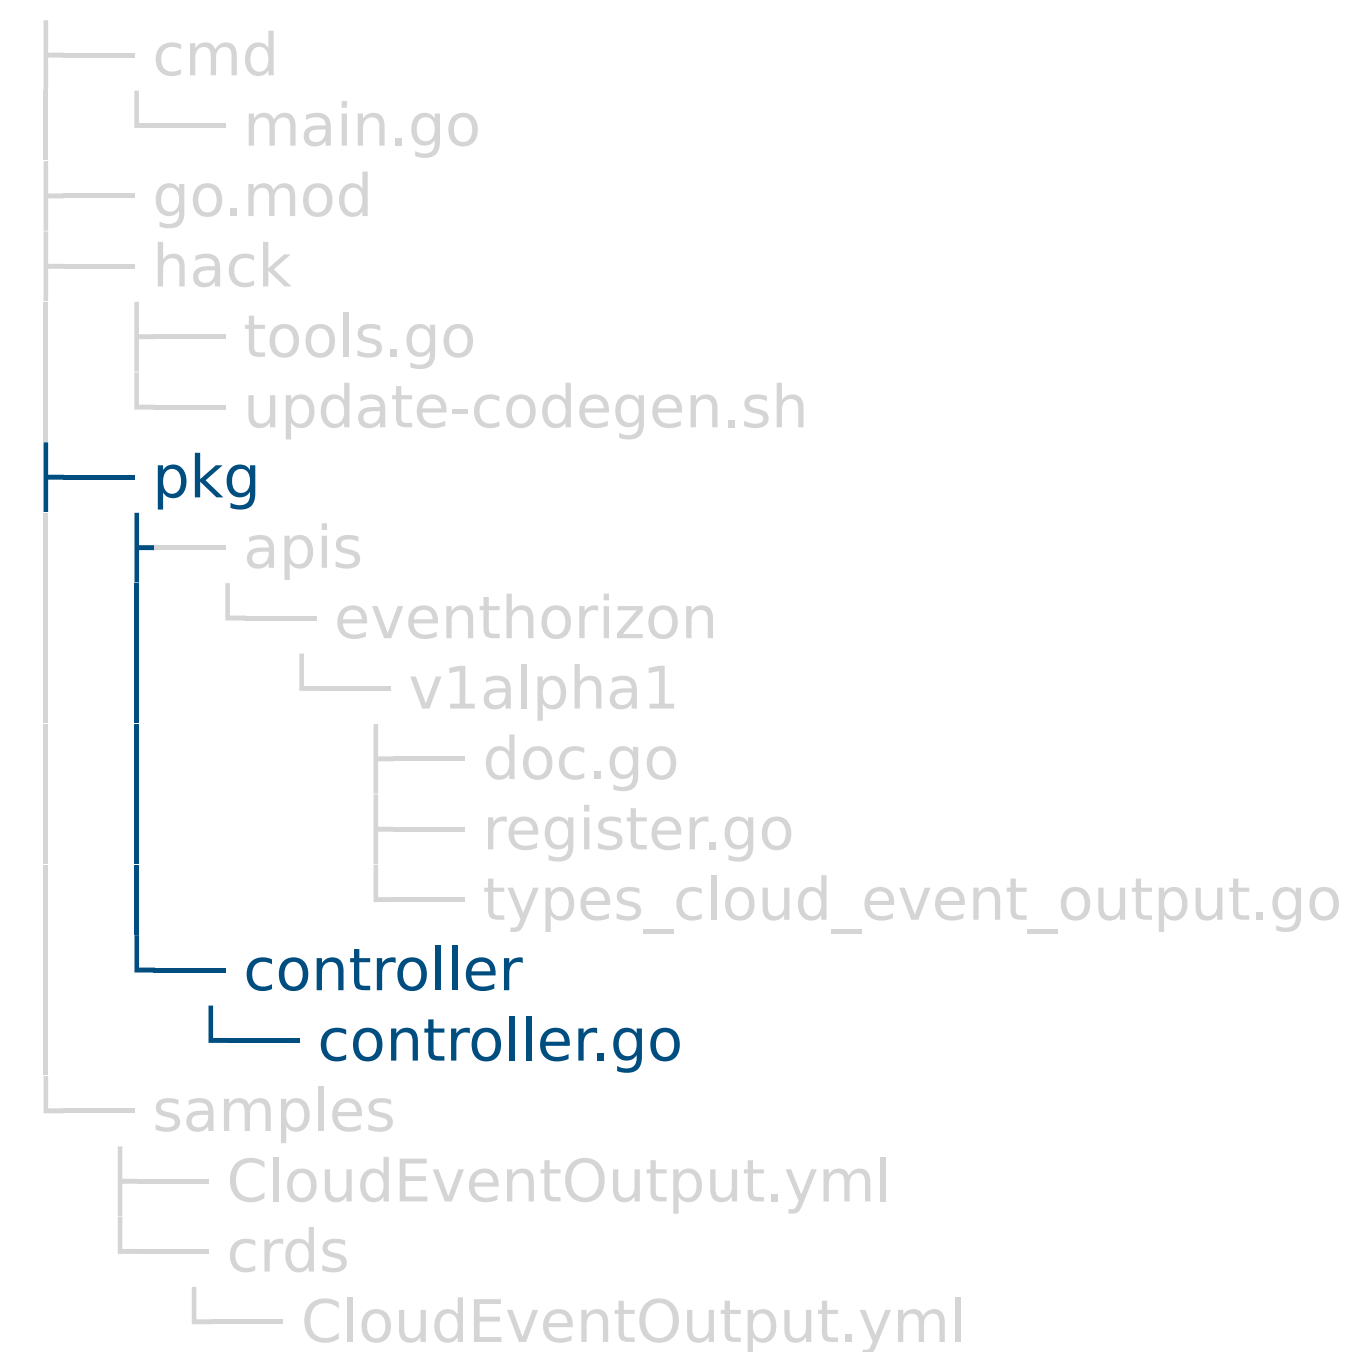 cmd
main.go
go.mod
hack
tools.go
update-codegen.sh
pkg
apis
eventhorizon
v1alpha1
doc.go
register.go
types_cloud_event_output.go
controller
controller.go
samples
CloudEventOutput.yml
crds
CloudEventOutput.yml